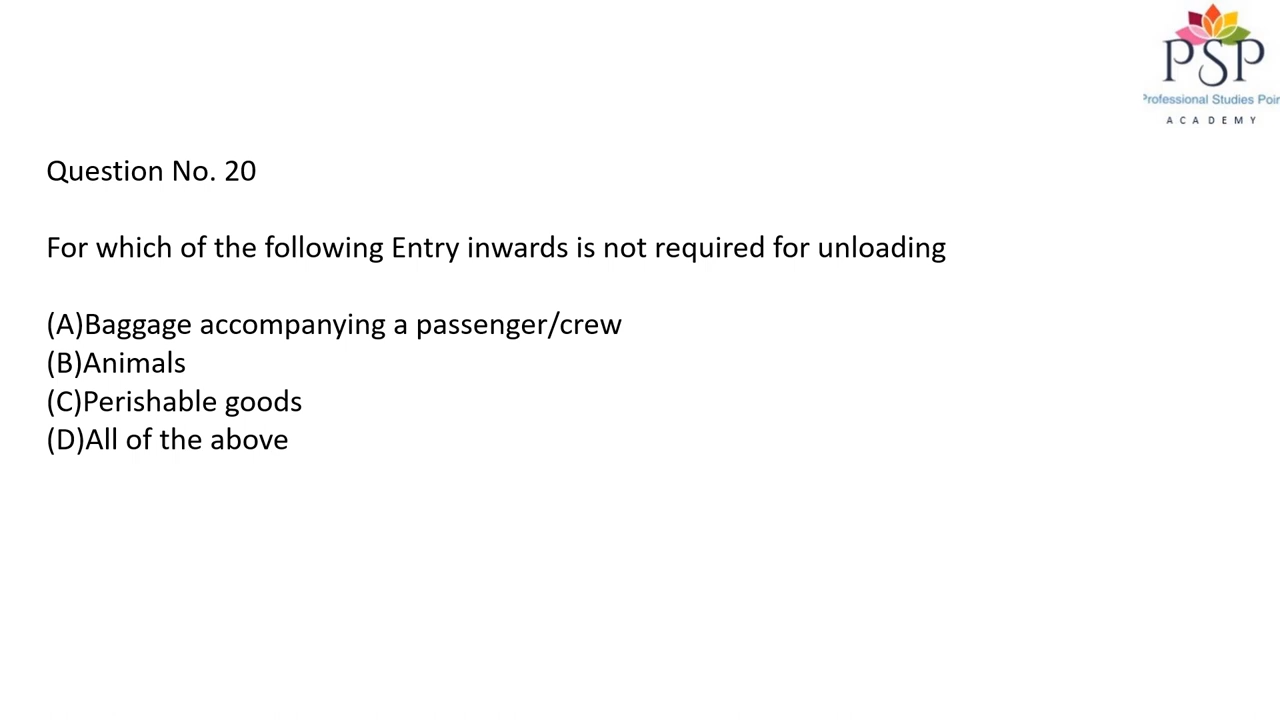 PSP
Professional Studies Poin
ACADEMY
Question No. 20
For which of the following Entry inwards is not required for unloading
(A)Baggage accompanying a passenger/crew
(B)Animals
(C)Perishable goods
(D)All of the above